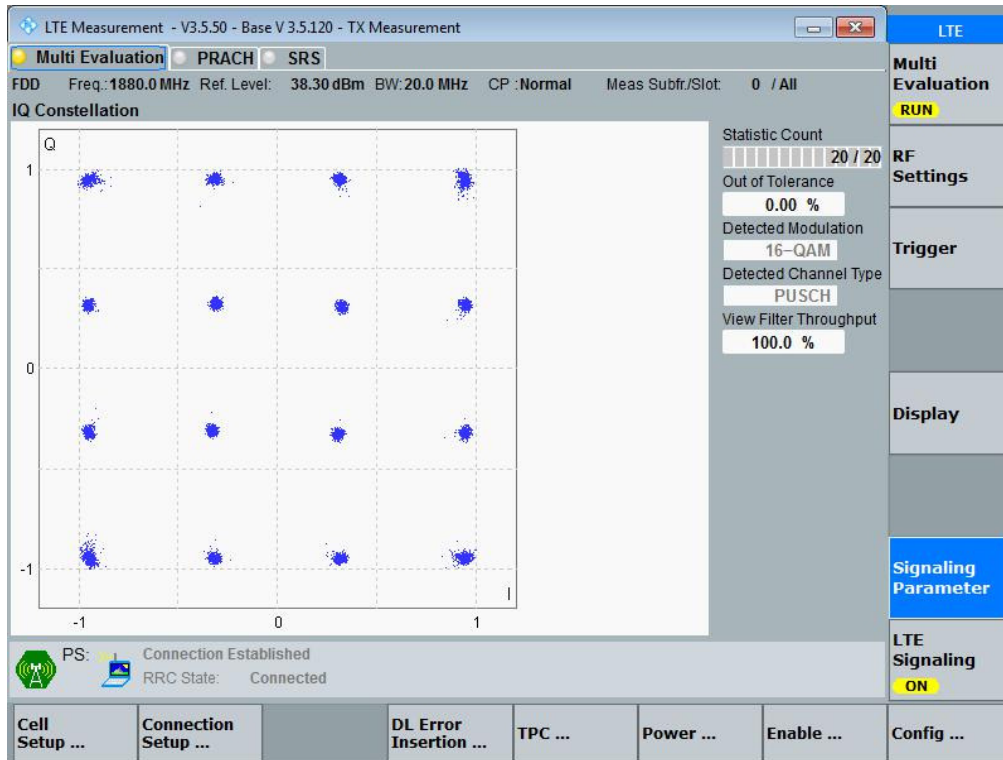 LTE Measurement - V3.5.50 - Base V 3.5.120 - TX Measurement
LTE
Multi Evaluation PRACH SRS
FDD Freq.:1880.0 MHz Ref. Level: 38.30 dBm BW:20.0 MHz CP :Normal Meas Subfr./Slot: 0 / All
IQ Constellation
Q
1
0
-1
-1 0 1
I
Statistic Count
20 / 20
Out of Tolerance
0.00 %
Detected Modulation
16-QAM
Detected Channel Type
PUSCH
View Filter Throughput
100.0 %
Multi
Evaluation
RUN
RF
Settings
Trigger
Display
Signaling
Parameter
LTE
Signaling
ON
PS: Connection Established
RRC State: Connected
Cell
Setup ...
Connection
Setup ...
DL Error
Insertion ...
TPC ...
Power ...
Enable ...
Config ...